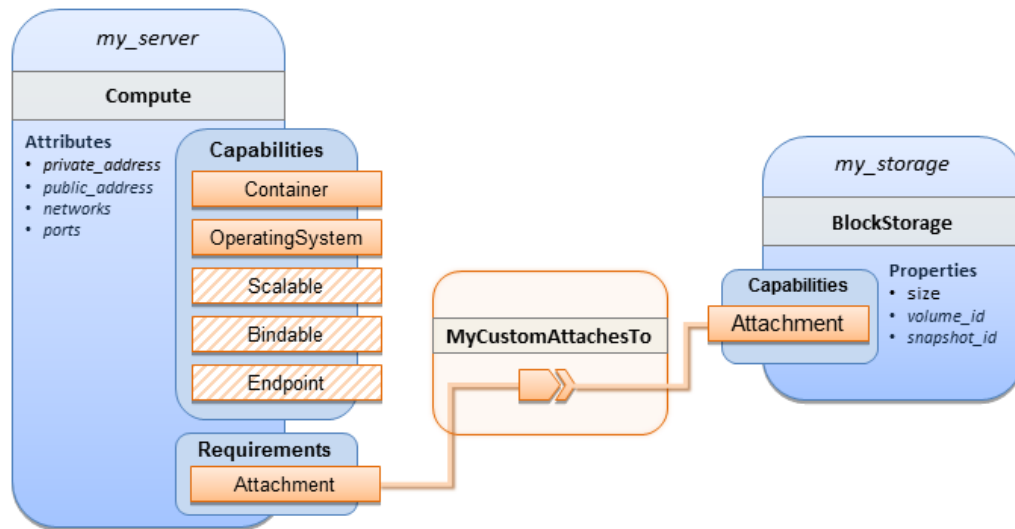 my_server
Compute
Attributes
• private_address
• public_address
• networks
• ports
Capabilities
Container
OperatingSystem
Scalable
Bindable
Endpoint
Requirements
Attachment
MyCustomAttachesTo
my_storage
BlockStorage
Capabilities
Attachment
Properties
• size
• volume_id
• snapshot_id